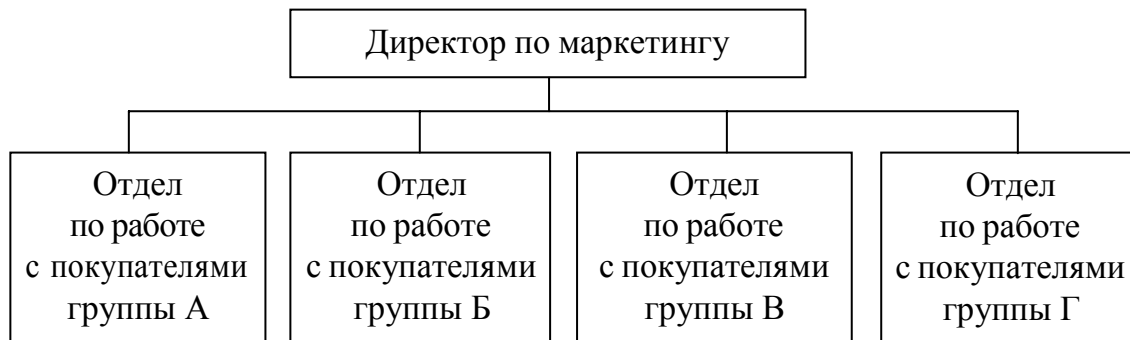 Директор по маркетингу
Отдел
по работе
с покупателями
группы А
Отдел
по работе
с покупателями
группы Б
Отдел
по работе
с покупателями
группы В
Отдел
по работе
с покупателями
группы Г